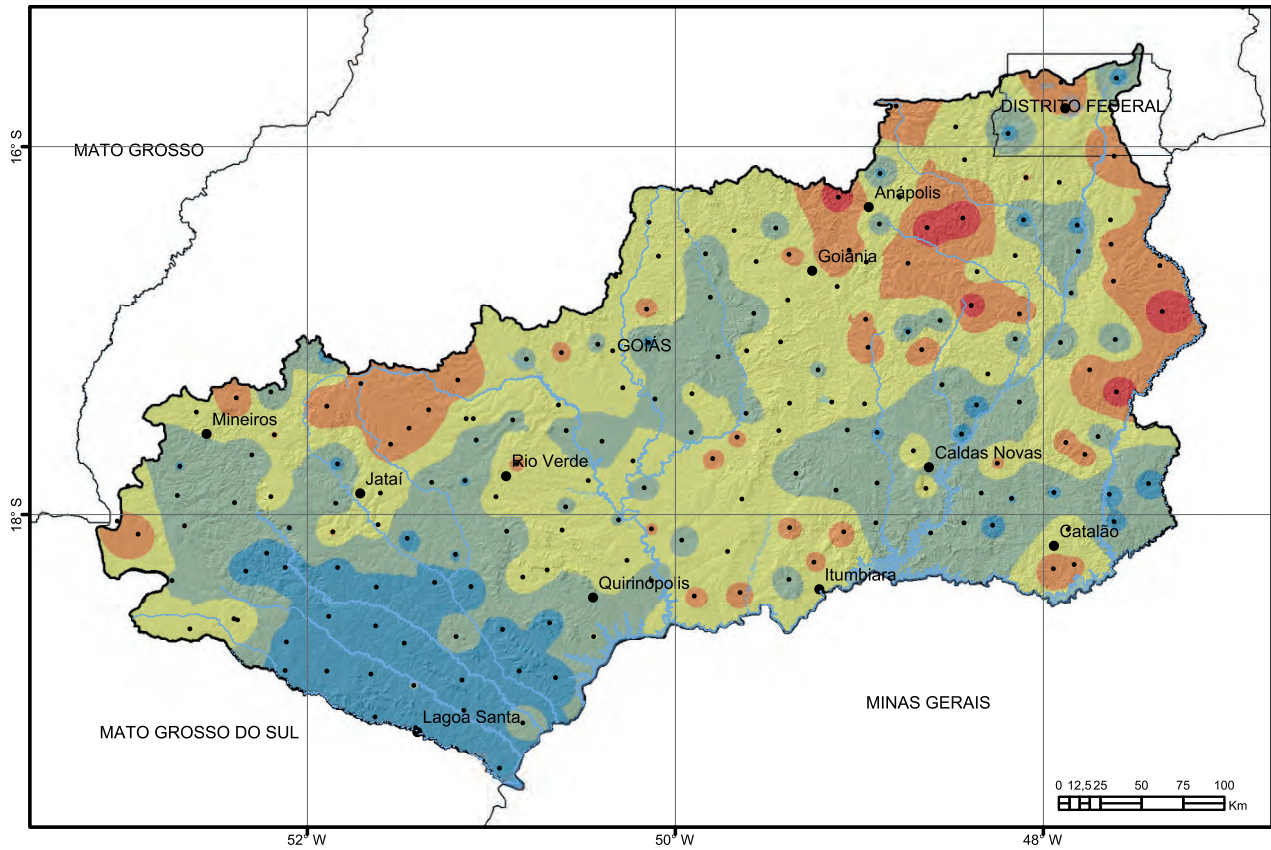 DISTRITO FEDERAL
16° S
MATO GROSSO
Anápolis
Goiânia
GOIÁS
Mineiros
Caldas Novas
Rio Verde
Jataí
18° S
Catalão
Itumbiara
Quirinópolis
MINAS GERAIS
Lagoa Santa
MATO GROSSO DO SUL
0 12,5 25 50 75 100
Km
52° W
50° W
48° W